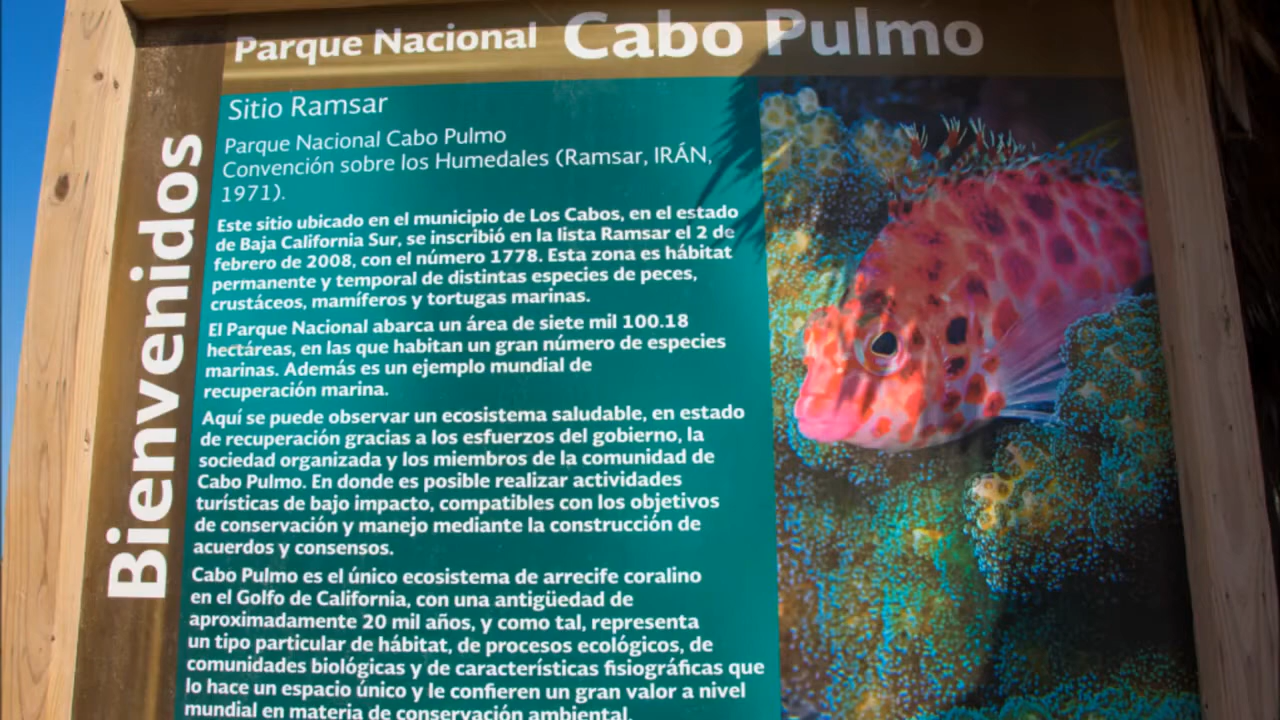 Parque Nacional Cabo Pulmo
Bienvenidos
Sitio Ramsar
Parque Nacional Cabo Pulmo
Convención sobre los Humedales (Ramsar, IRÁN,
1971).
Este sitio ubicado en el municipio de Los Cabos, en el estado
de Baja California Sur, se inscribió en la lista Ramsar el 2 de
febrero de 2008, con el número 1778. Esta zona es hábitat
permanente y temporal de distintas especies de peces,
crustáceos, mamíferos y tortugas marinas.
El Parque Nacional abarca un área de siete mil 100.18
hectáreas, en las que habitan un gran número de especies
marinas. Además es un ejemplo mundial de
recuperación marina.
Aquí se puede observar un ecosistema saludable, en estado
de recuperación gracias a los esfuerzos del gobierno, la
sociedad organizada y los miembros de la comunidad de
Cabo Pulmo. En donde es posible realizar actividades
turísticas de bajo impacto, compatibles con los objetivos
de conservación y manejo mediante la construcción de
acuerdos y consensos.
Cabo Pulmo es el único ecosistema de arrecife coralino
en el Golfo de California, con una antigüedad de
aproximadamente 20 mil años, y como tal, representa
un tipo particular de hábitat, de procesos ecológicos, de
comunidades biológicas y de características fisiográficas que
lo hace un espacio único y le confieren un gran valor a nivel
mundial en materia de conservación ambiental.